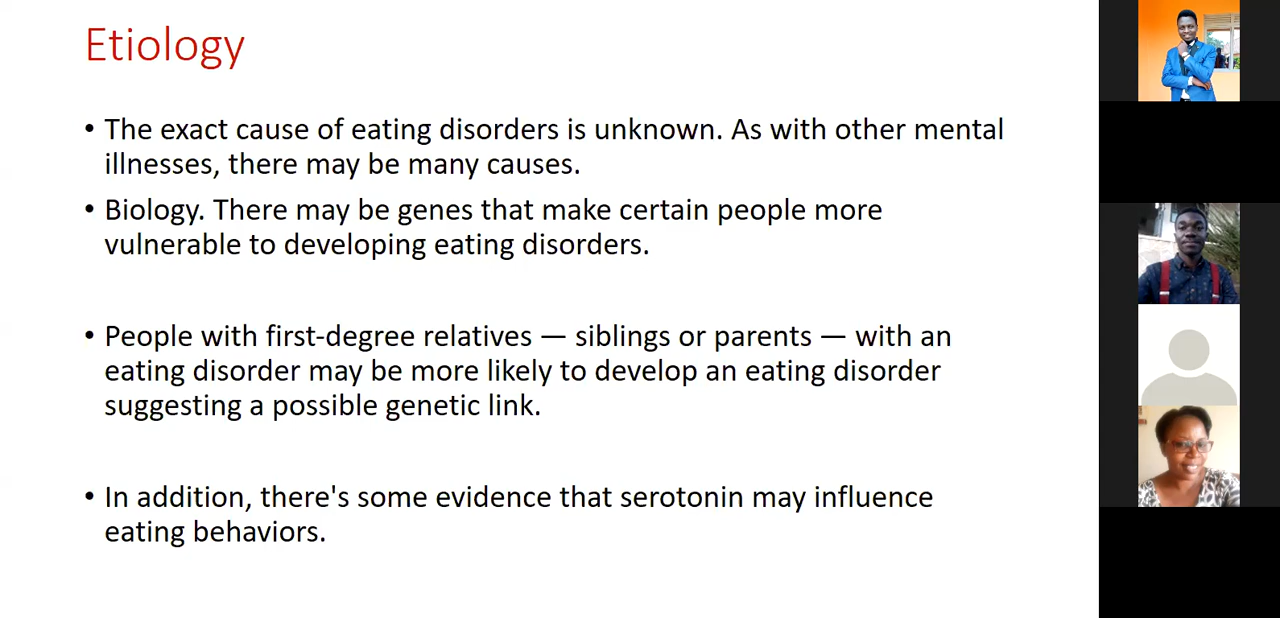 Etiology
• The exact cause of eating disorders is unknown. As with other mental
illnesses, there may be many causes.
• Biology. There may be genes that make certain people more
vulnerable to developing eating disorders.
• People with first-degree relatives — siblings or parents — with an
eating disorder may be more likely to develop an eating disorder
suggesting a possible genetic link.
• In addition, there's some evidence that serotonin may influence
eating behaviors.